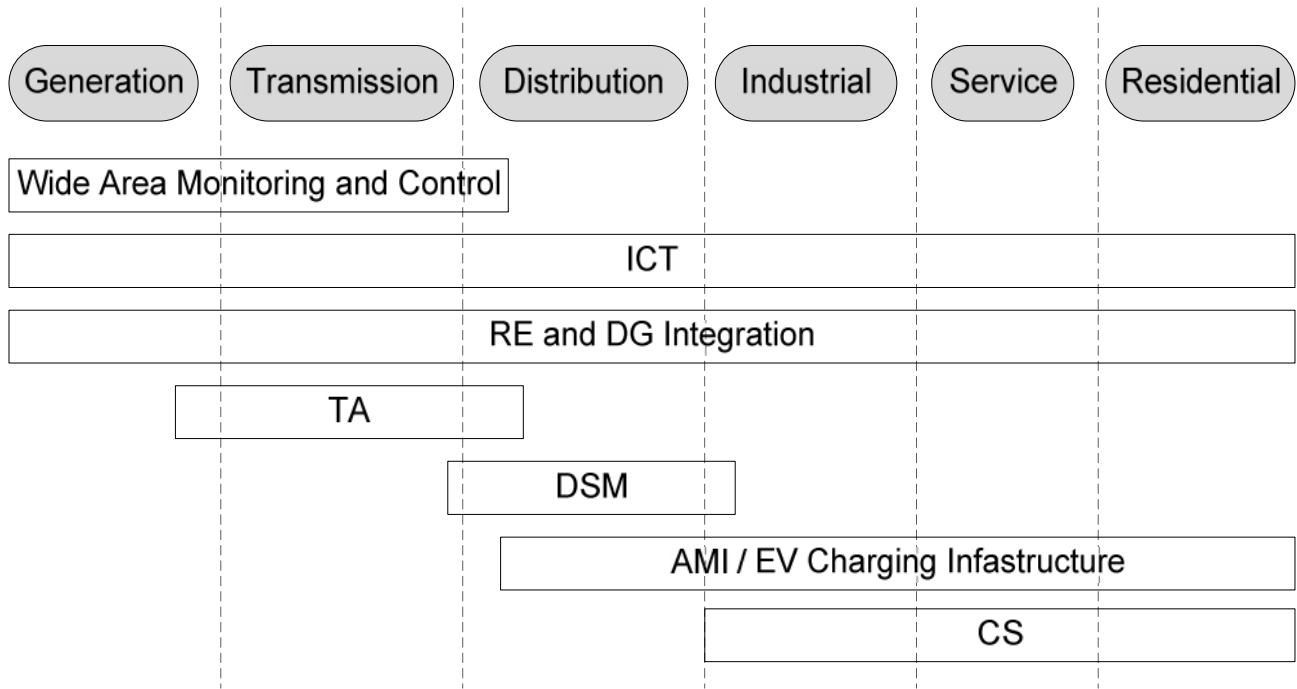 Generation Transmission Distribution Industrial Service Residential
Wide Area Monitoring and Control
ICT
RE and DG Integration
TA
DSM
AMI / EV Charging Infastructure
CS